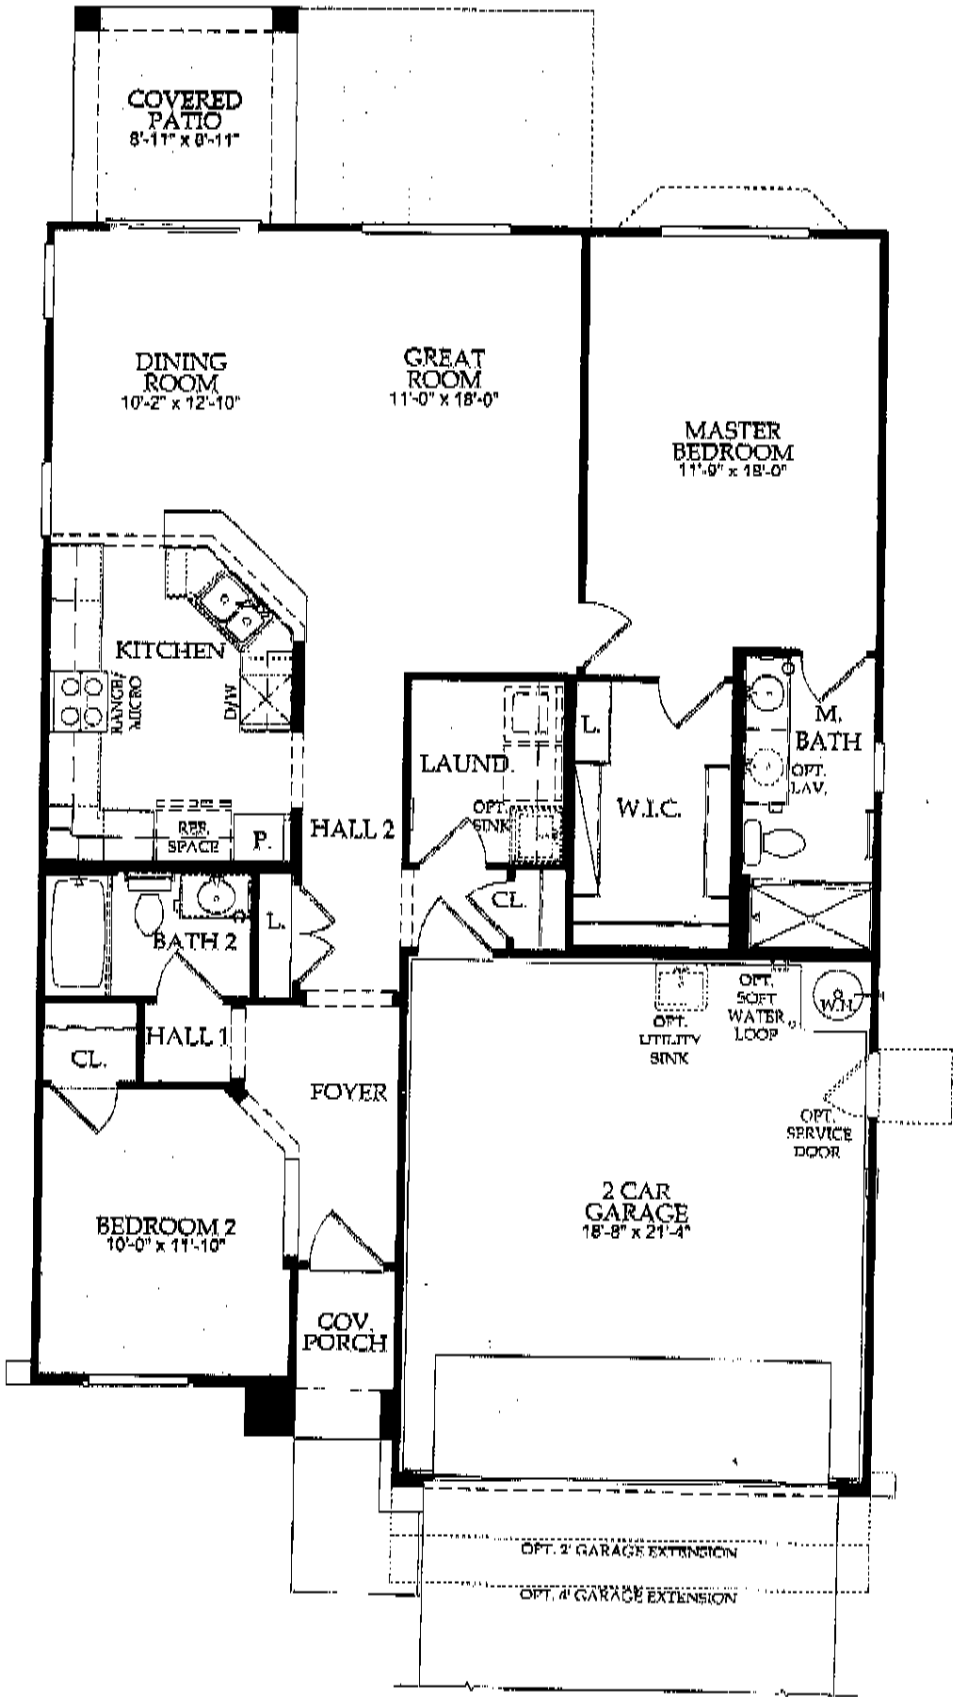 COVERED
PATIO
8'-11" x 8'-11"
DINING
ROOM
10'-2" x 12'-10"
GREAT
ROOM
11'-0" x 18'-0"
MASTER
BEDROOM
11'-9" x 18'-0"
KITCHEN
RANGE/
MICRO
D/W
REF.
SPACE
P.
LAUND.
OPT.
SINK
HALL 2
L.
W.I.C.
M.
BATH
OPT.
LAV.
CL.
BATH 2
L.
HALL 1
CL.
FOYER
OPT.
UTILITY
SINK
OPT.
SOFT
WATER
LOOP
W.H.
OPT.
SERVICE
DOOR
2 CAR
GARAGE
18'-8" x 21'-4"
BEDROOM 2
10'-0" x 11'-10"
COV.
PORCH
OPT. 2' GARAGE EXTENSION
OPT. 4' GARAGE EXTENSION